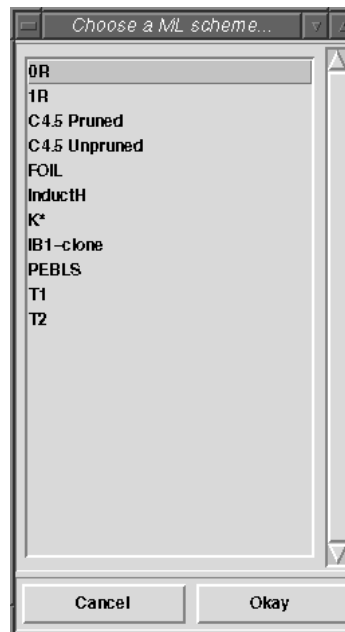 Choose a ML scheme...
0R
1R
C4.5 Pruned
C4.5 Unpruned
FOIL
InductH
K*
IB1-clone
PEBLS
T1
T2
Cancel
Okay